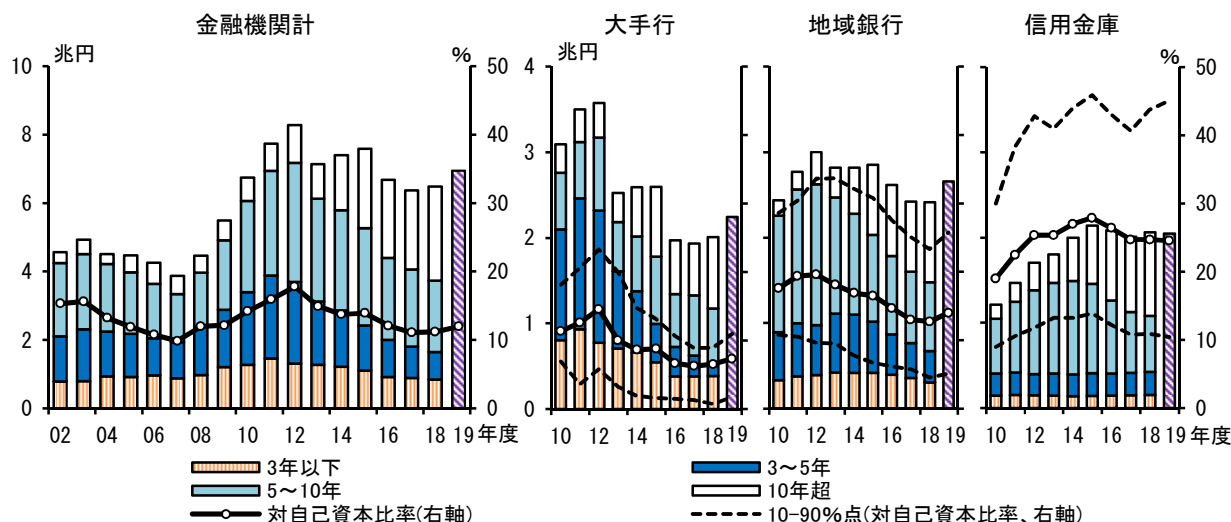 金融機関計
大手行
地域銀行
信用金庫
兆円
%
兆円
%
10
8
6
4
2
0
50
40
30
20
10
0
4
3
2
1
0
50
40
30
20
10
0
02 04 06 08 10 12 14 16 18 19 年度
10 12 14 16 18 19
10 12 14 16 18 19
10 12 14 16 18 19 年度
3年以下
3～5年
5～10年
10年超
対自己資本比率(右軸)
10-90%点(対自己資本比率、右軸)